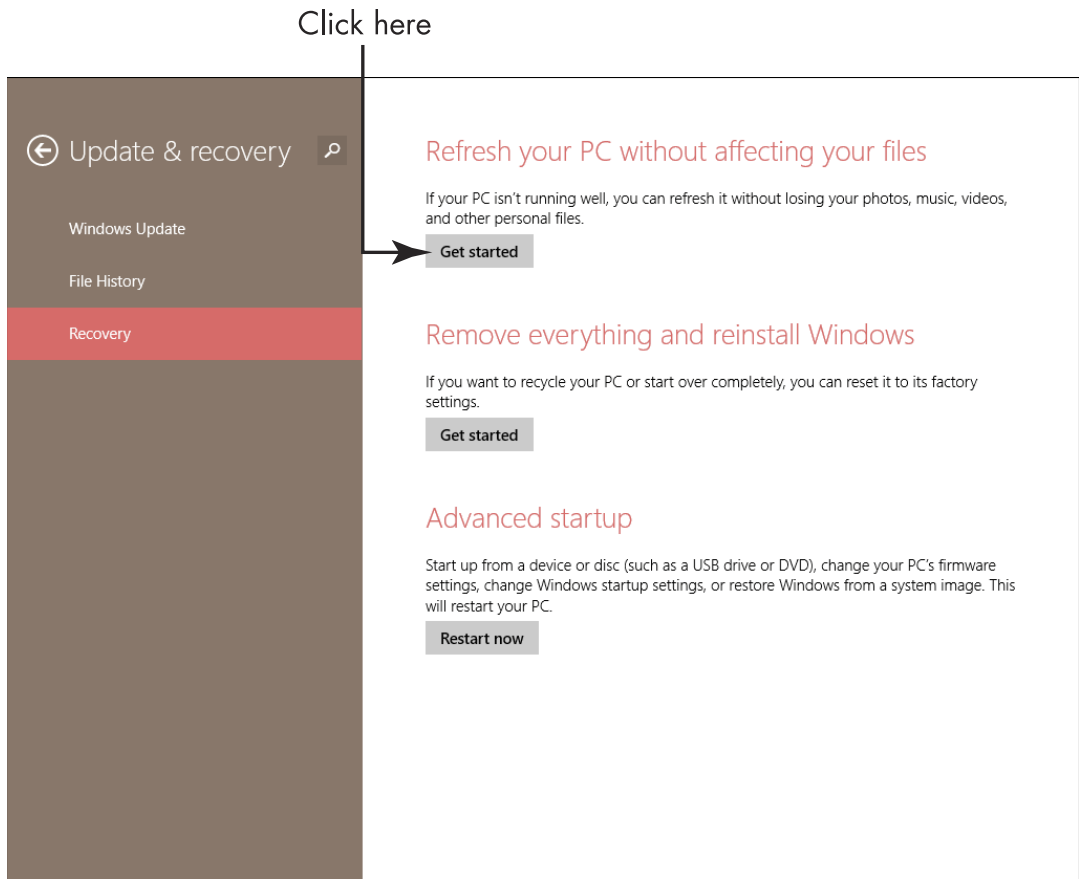 Click here
Update & recovery
Windows Update
File History
Recovery
Refresh your PC without affecting your files
If your PC isn't running well, you can refresh it without losing your photos, music, videos,
and other personal files.
Get started
Remove everything and reinstall Windows
If you want to recycle your PC or start over completely, you can reset it to its factory
settings.
Get started
Advanced startup
Start up from a device or disc (such as a USB drive or DVD), change your PC's firmware
settings, change Windows startup settings, or restore Windows from a system image. This
will restart your PC.
Restart now